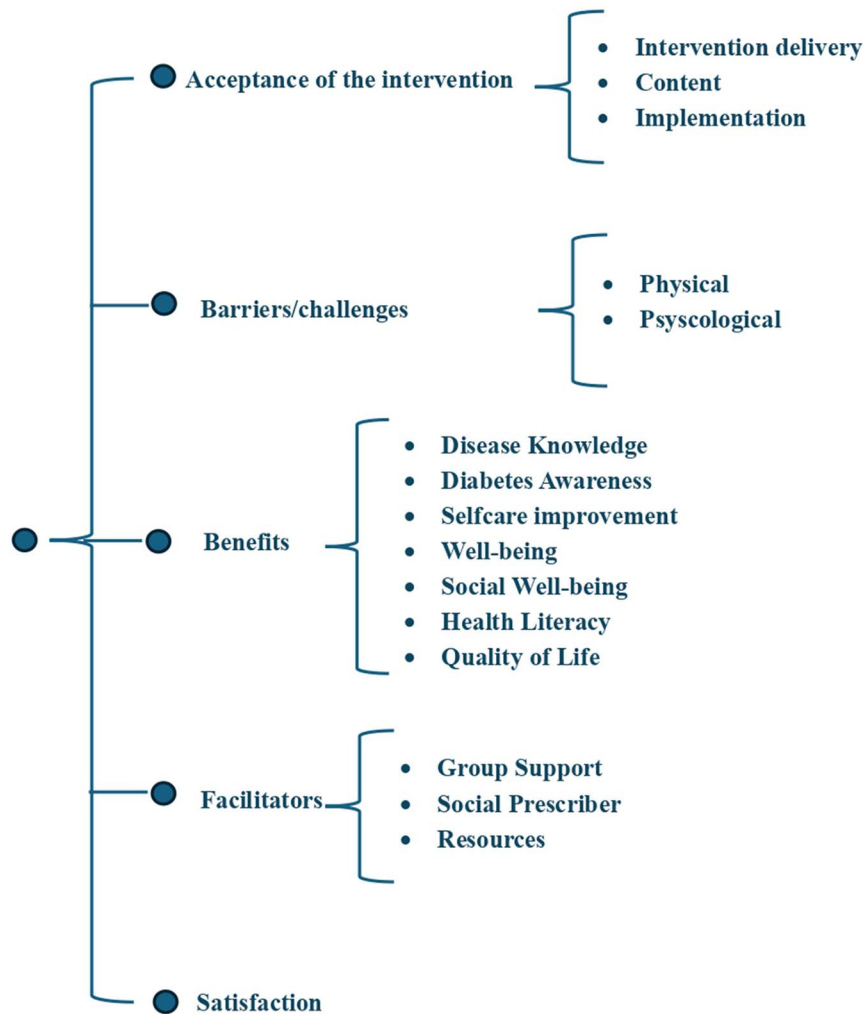 Acceptance of the intervention
• Intervention delivery
• Content
• Implementation
Barriers/challenges
• Physical
• Psyscological
Benefits
• Disease Knowledge
• Diabetes Awareness
• Selfcare improvement
• Well-being
• Social Well-being
• Health Literacy
• Quality of Life
Facilitators
• Group Support
• Social Prescriber
• Resources
Satisfaction